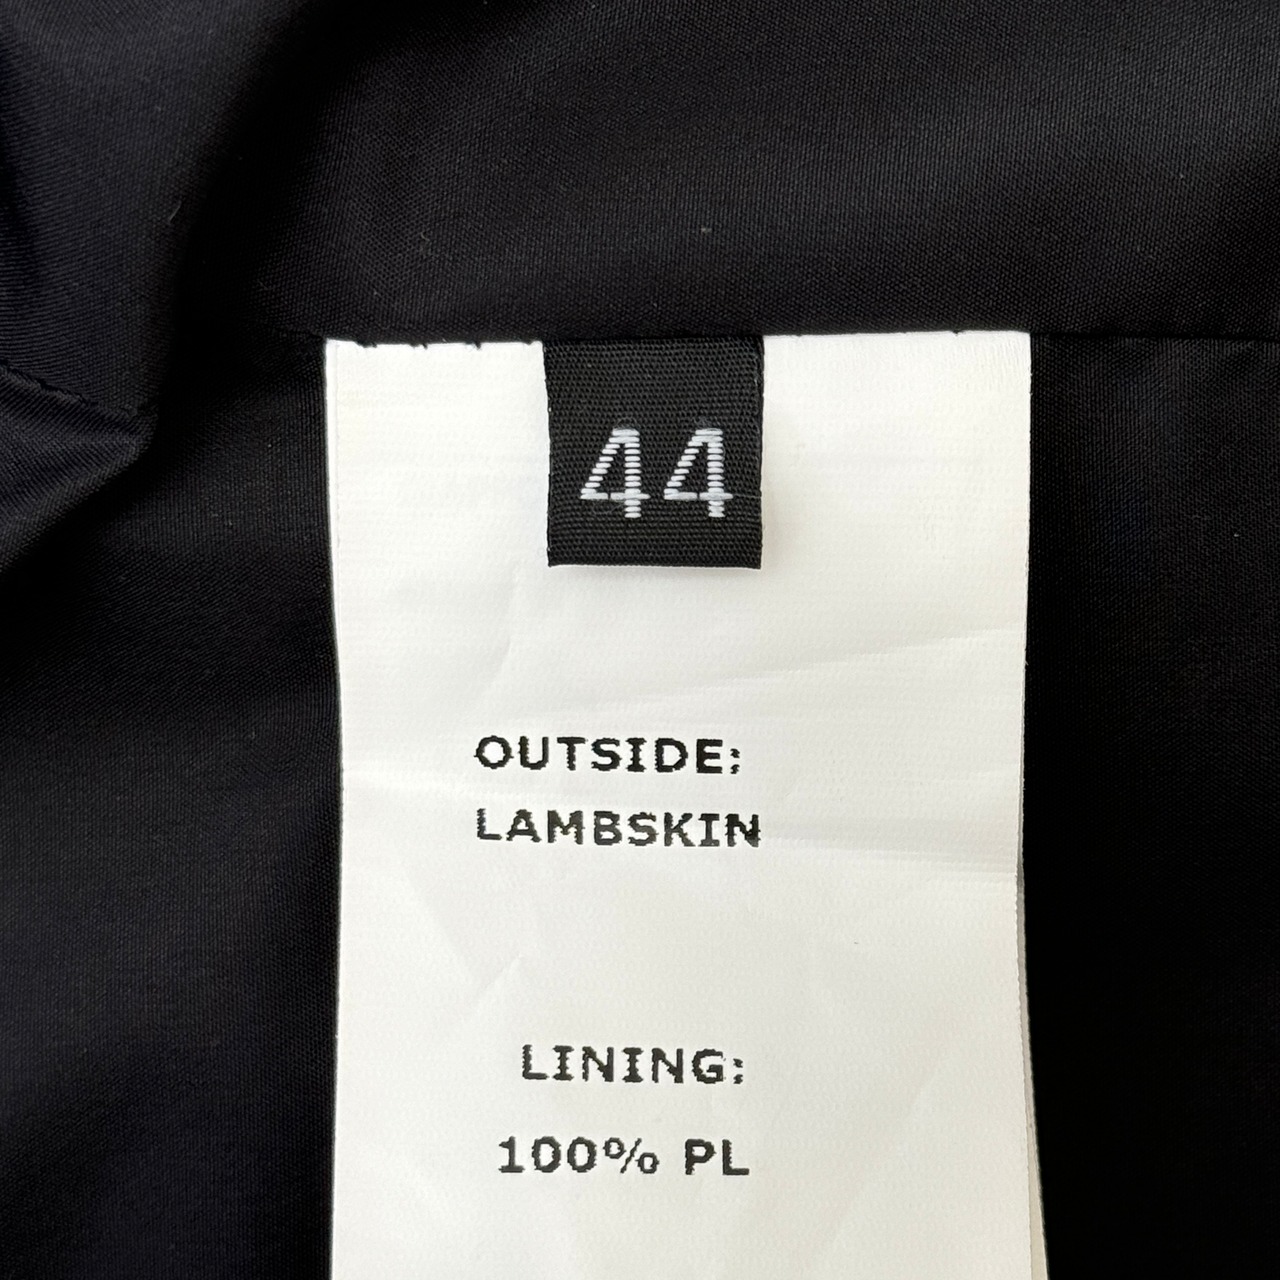 44
OUTSIDE:
LAMBSKIN
LINING:
100% PL